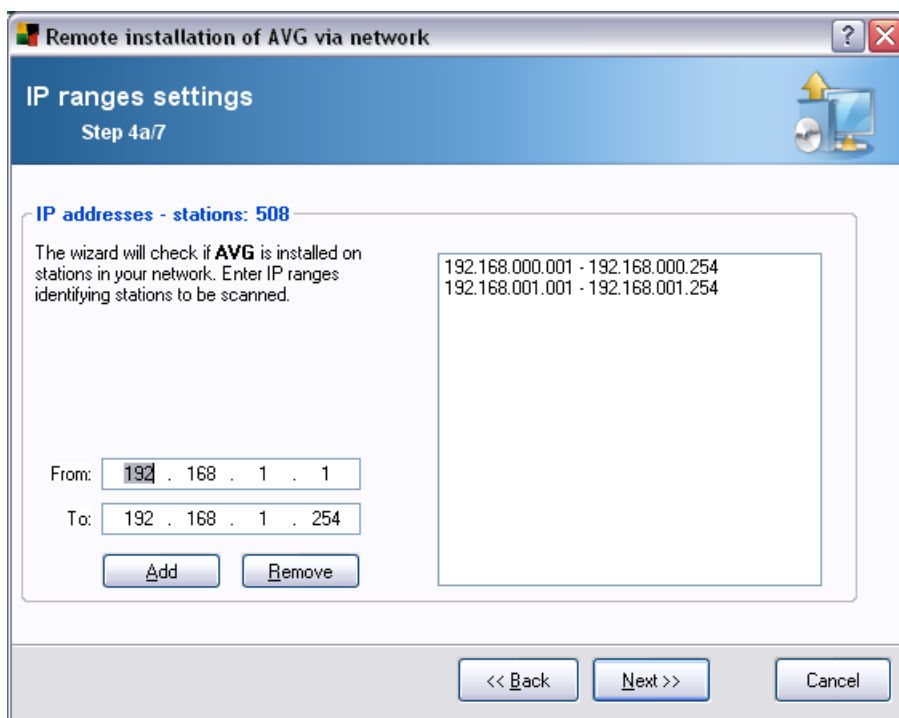 Remote installation of AVG via network
IP ranges settings
Step 4a/7
IP addresses - stations: 508
The wizard will check if AVG is installed on
stations in your network. Enter IP ranges
identifying stations to be scanned.
192.168.000.001 - 192.168.000.254
192.168.001.001 - 192.168.001.254
From: 192 . 168 . 1 . 1
To: 192 . 168 . 1 . 254
Add Remove
<< Back Next >> Cancel